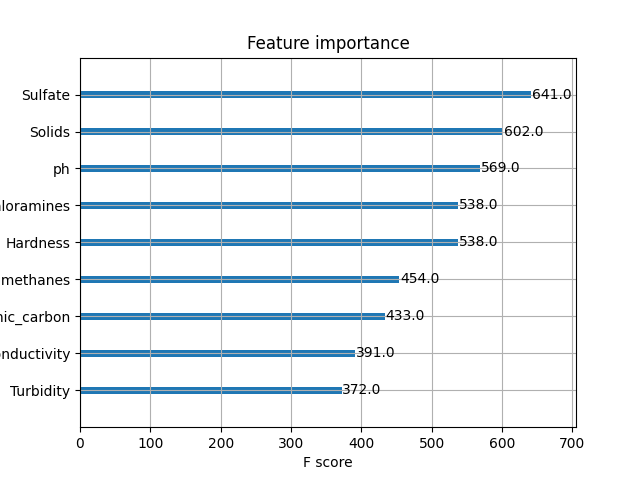 Feature importance
Sulfate 641.0
Solids 602.0
ph 569.0
loramines 538.0
Hardness 538.0
methanes 454.0
nic_carbon 433.0
onductivity 391.0
Turbidity 372.0
0 100 200 300 400 500 600 700
F score